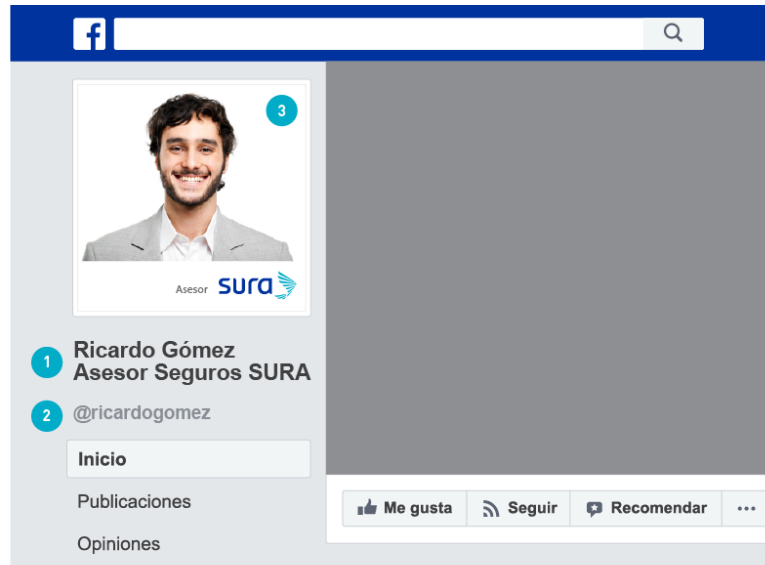 f
3
Asesor sura
1
Ricardo Gómez
Asesor Seguros SURA
2
@ricardogomez
Inicio
Publicaciones
Opiniones
Me gusta
Seguir
Recomendar
...